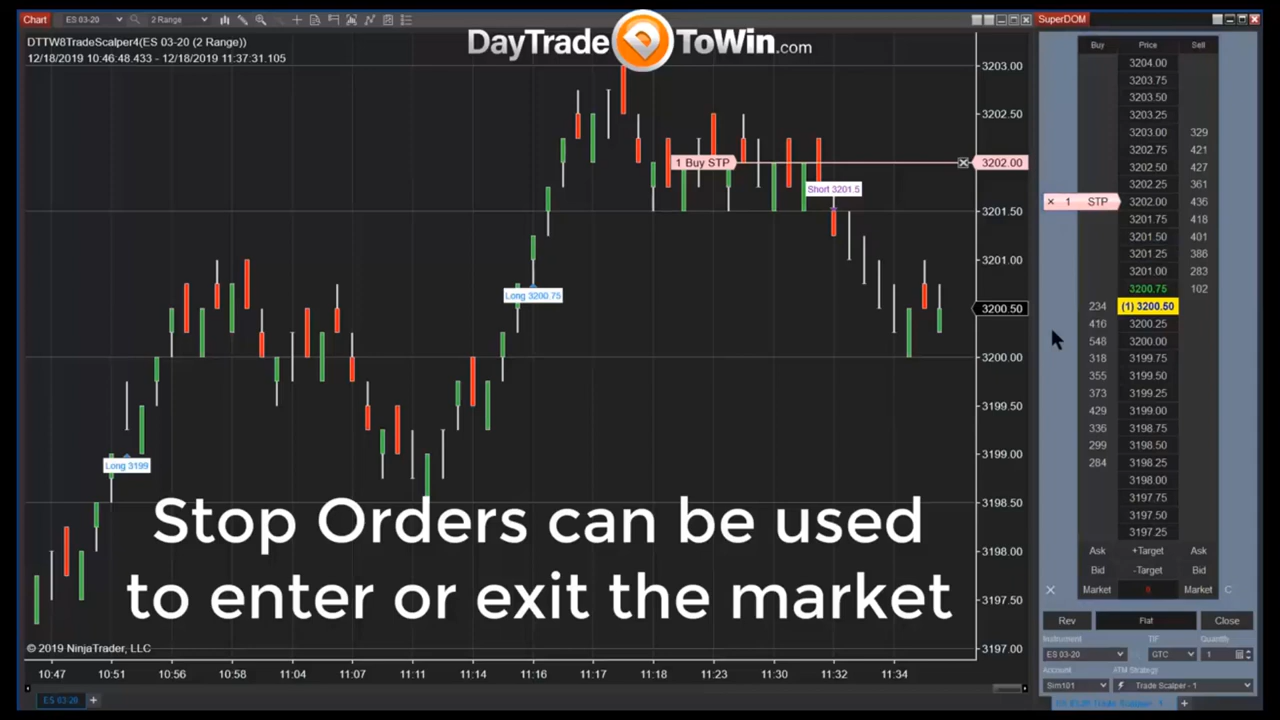 Chart
ES 03-20
2 Range
DayTradeToWin.com
SuperDOM
DTTW8TradeScalper4(ES 03-20 (2 Range))
12/18/2019 10:46:48.433 - 12/18/2019 11:37:31.105
Long 3199
Long 3200.75
1 Buy STP
Short 3201.5
3203.00
3202.50
3202.00
3201.50
3201.00
3200.50
3200.00
3199.50
3199.00
3198.50
3198.00
3197.50
3197.00
Stop Orders can be used
to enter or exit the market
© 2019 NinjaTrader, LLC
10:47 10:51 10:56 10:58 11:04 11:07 11:11 11:14 11:16 11:17 11:18 11:23 11:26 11:32 11:34
ES 03-20 +
Buy Price Sell
3204.00
3203.75
3203.50
3203.25
3203.00 329
3202.75 421
3202.50 427
3202.25 361
× 1 STP 3202.00 436
3201.75 418
3201.50 401
3201.25 386
3201.00 283
3200.75 102
234 (1) 3200.50
416 3200.25
548 3200.00
318 3199.75
355 3199.50
373 3199.25
429 3199.00
336 3198.75
299 3198.50
284 3198.25
3198.00
3197.75
3197.50
3197.25
Ask +Target Ask
Bid -Target Bid
× Market Market C
Rev Flat Close
Instrument TIF Quantity
ES 03-20 GTC 1
Account ATM Strategy
Sim101 Trade Scalper - 1